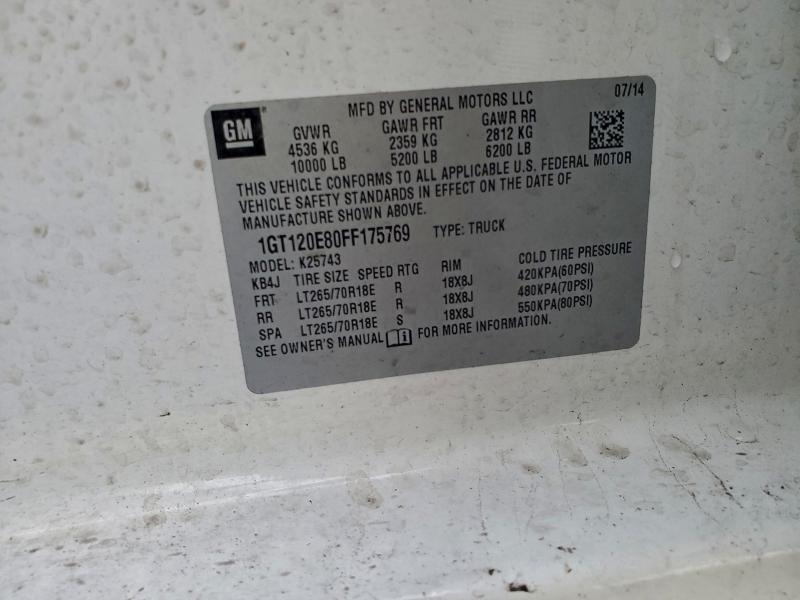 GM
MFD BY GENERAL MOTORS LLC 07/14
GVWR GAWR FRT GAWR RR
4536 KG 2359 KG 2812 KG
10000 LB 5200 LB 6200 LB
THIS VEHICLE CONFORMS TO ALL APPLICABLE U.S. FEDERAL MOTOR
VEHICLE SAFETY STANDARDS IN EFFECT ON THE DATE OF
MANUFACTURE SHOWN ABOVE.
1GT120E80FF175769 TYPE: TRUCK
MODEL: K25743
KB4J TIRE SIZE SPEED RTG RIM COLD TIRE PRESSURE
FRT LT265/70R18E R 18X8J 420KPA(60PSI)
RR LT265/70R18E R 18X8J 480KPA(70PSI)
SPA LT265/70R18E S 18X8J 550KPA(80PSI)
SEE OWNER'S MANUAL FOR MORE INFORMATION.